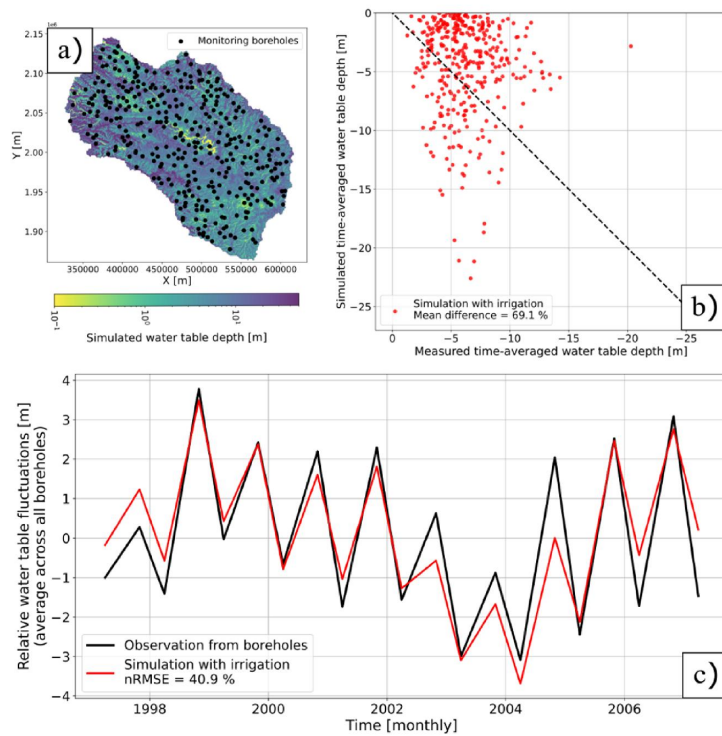 a)
1e6
Monitoring boreholes
2.15
2.10
2.05
2.00
1.95
1.90
Y [m]
350000 400000 450000 500000 550000 600000
X [m]
10⁻¹ 10⁰ 10¹
Simulated water table depth [m]
0
−5
−10
−15
−20
−25
Simulated time-averaged water table depth [m]
Simulation with irrigation
Mean difference = 69.1 %
b)
0 −5 −10 −15 −20 −25
Measured time-averaged water table depth [m]
4
3
2
1
0
−1
−2
−3
−4
Relative water table fluctuations [m]
(average across all boreholes)
Observation from boreholes
Simulation with irrigation
nRMSE = 40.9 %
c)
1998 2000 2002 2004 2006
Time [monthly]